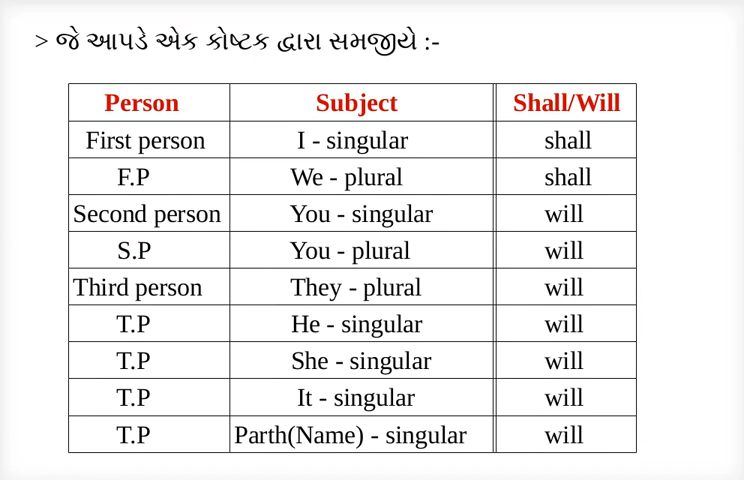 > જે આપડે એક કોષ્ટક દ્વારા સમજીયે :-
Person Subject Shall/Will
First person I - singular shall
F.P We - plural shall
Second person You - singular will
S.P You - plural will
Third person They - plural will
T.P He - singular will
T.P She - singular will
T.P It - singular will
T.P Parth(Name) - singular will